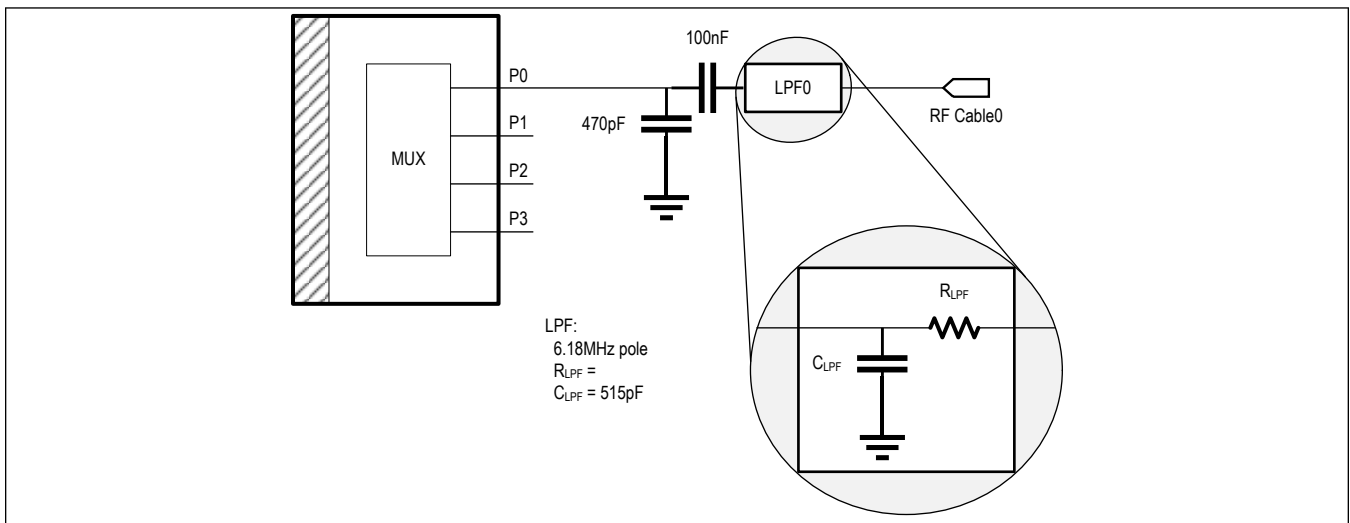 100nF
P0
LPF0
RF Cable0
470pF
P1
MUX
P2
P3
LPF:
6.18MHz pole
RLPF =
CLPF = 515pF
RLPF
CLPF